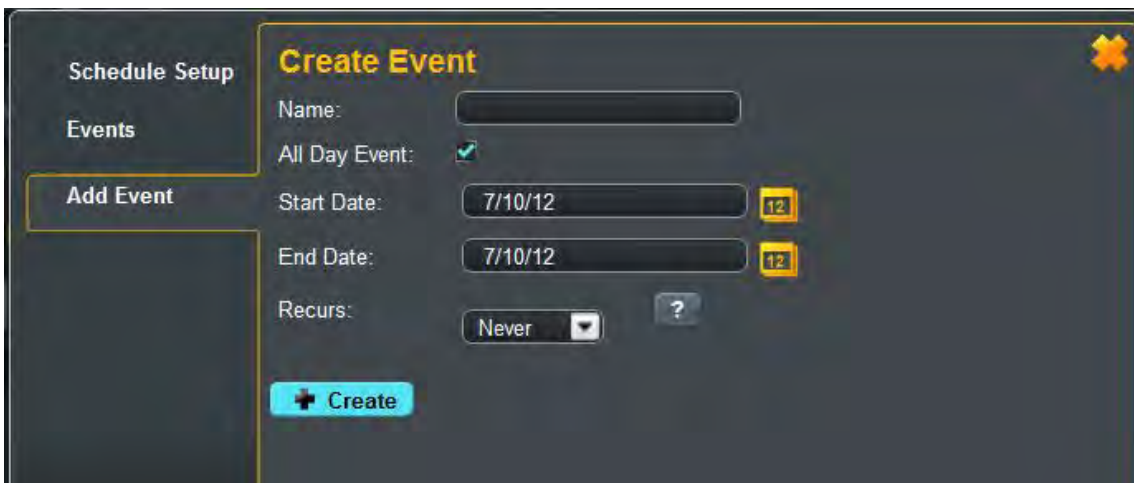 Schedule Setup
Events
Add Event
Create Event
Name:
All Day Event:
Start Date: 7/10/12
12
End Date: 7/10/12
12
Recurs: Never ?
Create